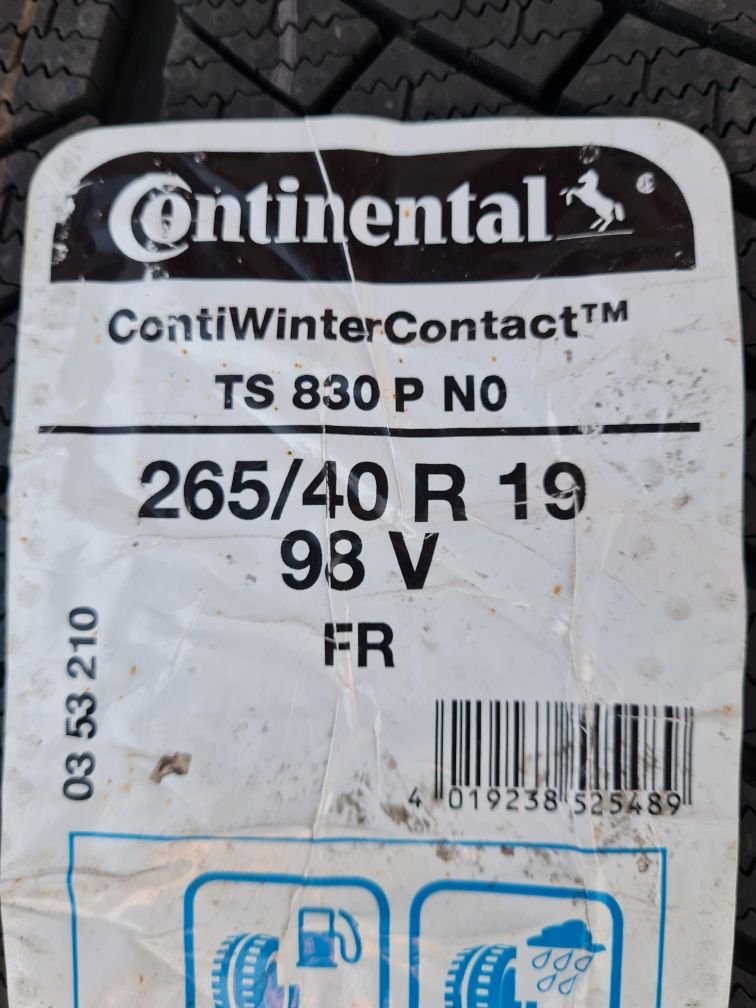 Continental
ContiWinterContact™
TS 830 P N0
265/40 R 19
98 V
FR
03 53 210
4 019238 525489